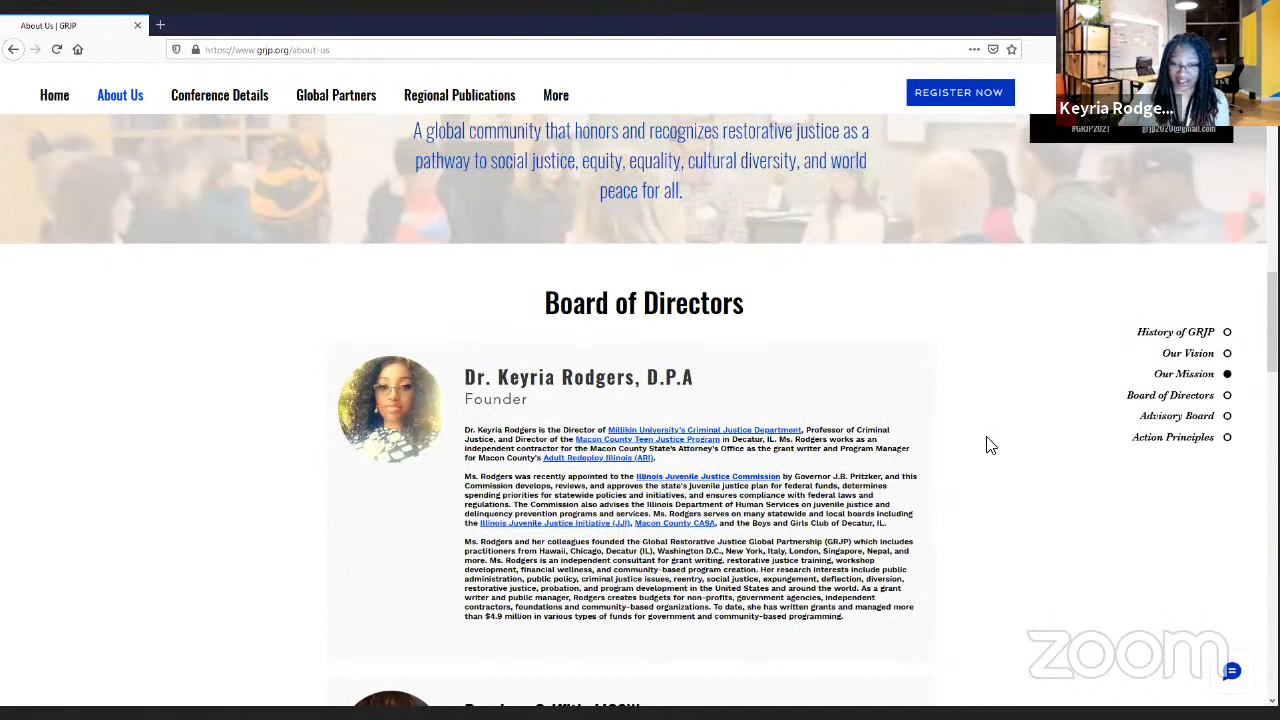 About Us | GRJP
https://www.grjp.org/about-us
Home About Us Conference Details Global Partners Regional Publications More
REGISTER NOW
Keyria Rodge...
#GRJP2021 grjp2020@gmail.com
A global community that honors and recognizes restorative justice as a
pathway to social justice, equity, equality, cultural diversity, and world
peace for all.
Board of Directors
History of GRJP
Our Vision
Our Mission
Board of Directors
Advisory Board
Action Principles
Dr. Keyria Rodgers, D.P.A
Founder
Dr. Keyria Rodgers is the Director of Millikin University's Criminal Justice Department, Professor of Criminal
Justice, and Director of the Macon County Teen Justice Program in Decatur, IL. Ms. Rodgers works as an
independent contractor for the Macon County State's Attorney's Office as the grant writer and Program Manager
for Macon County's Adult Redeploy Illinois (ARI).
Ms. Rodgers was recently appointed to the Illinois Juvenile Justice Commission by Governor J.B. Pritzker, and this
Commission develops, reviews, and approves the state's juvenile justice plan for federal funds, determines
spending priorities for statewide policies and initiatives, and ensures compliance with federal laws and
regulations. The Commission also advises the Illinois Department of Human Services on juvenile justice and
delinquency prevention programs and services. Ms. Rodgers serves on many statewide and local boards including
the Illinois Juvenile Justice Initiative (JJI), Macon County CASA, and the Boys and Girls Club of Decatur, IL.
Ms. Rodgers and her colleagues founded the Global Restorative Justice Global Partnership (GRJP) which includes
practitioners from Hawaii, Chicago, Decatur (IL), Washington D.C., New York, Italy, London, Singapore, Nepal, and
more. Ms. Rodgers is an independent consultant for grant writing, restorative justice training, workshop
development, financial wellness, and community-based program creation. Her research interests include public
administration, public policy, criminal justice issues, reentry, social justice, expungement, deflection, diversion,
restorative justice, probation, and program development in the United States and around the world. As a grant
writer and public manager, Rodgers creates budgets for non-profits, government agencies, independent
contractors, foundations and community-based organizations. To date, she has written grants and managed more
than $4.9 million in various types of funds for government and community-based programming.
zoom